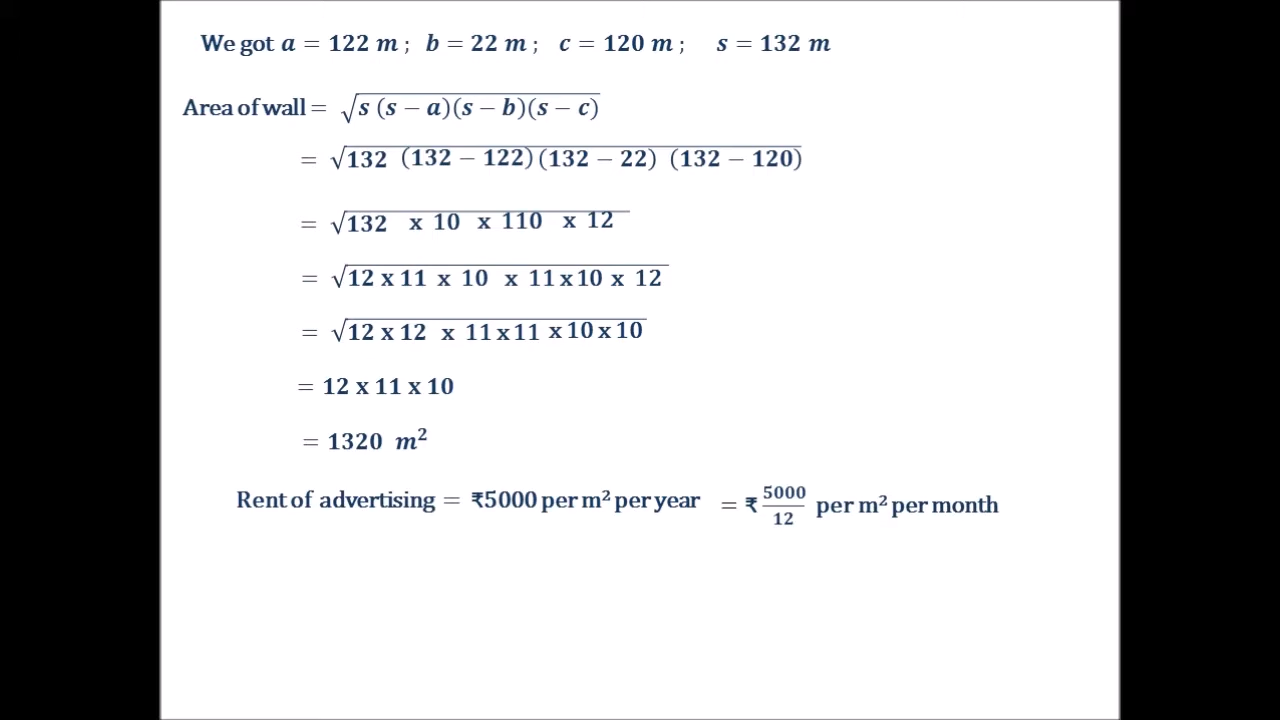 We got a = 122 m ; b = 22 m ; c = 120 m ; s = 132 m
Area of wall = √s (s − a)(s − b)(s − c)
= √132 (132 − 122) (132 − 22) (132 − 120)
= √132 x 10 x 110 x 12
= √12 x 11 x 10 x 11 x 10 x 12
= √12 x 12 x 11 x 11 x 10 x 10
= 12 x 11 x 10
= 1320 m²
Rent of advertising = ₹5000 per m² per year = ₹ 5000/12 per m² per month